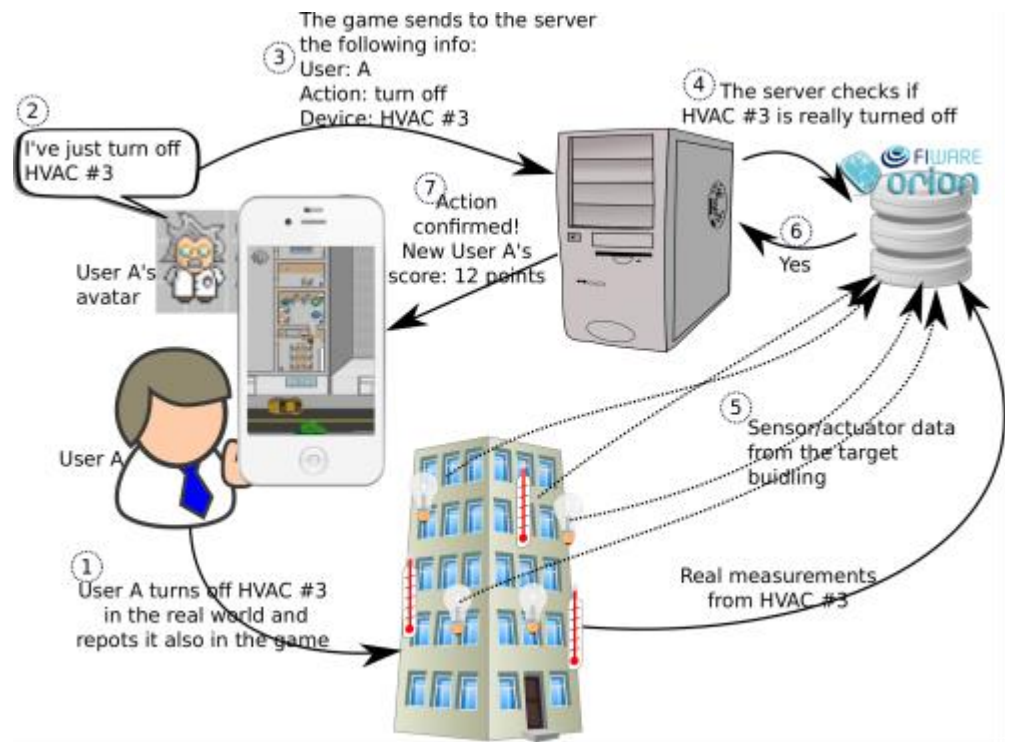 The game sends to the server
the following info:
3
User: A
Action: turn off
Device: HVAC #3
4
The server checks if
HVAC #3 is really turned off
2
I've just turn off
HVAC #3
FIWARE
orion
7
Action
confirmed!
New User A's
score: 12 points
6
Yes
User A's
avatar
5
Sensor/actuator data
from the target
buidling
User A
1
User A turns off HVAC #3
in the real world and
repots it also in the game
Real measurements
from HVAC #3